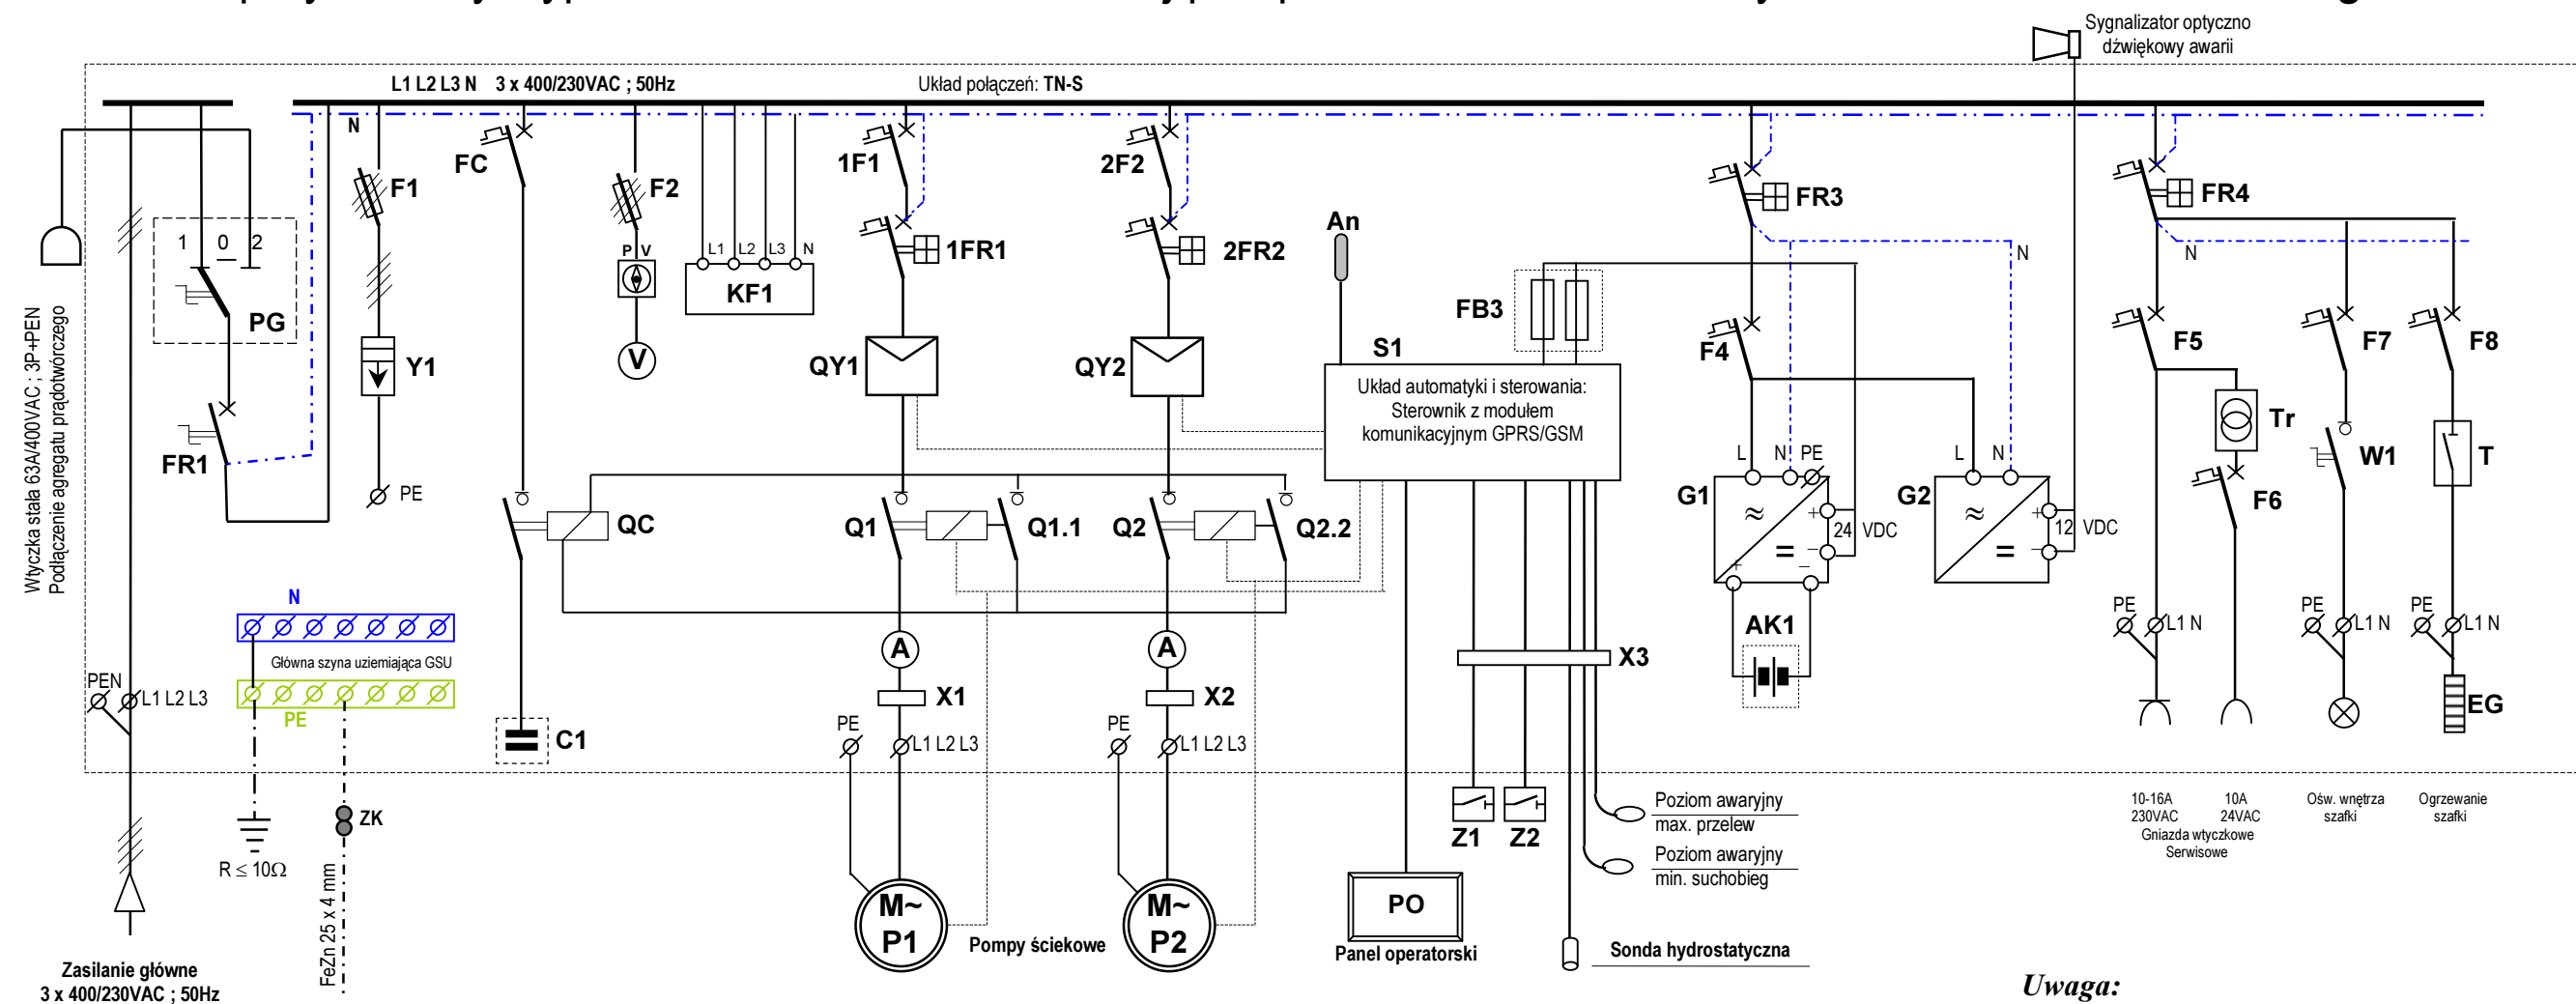 Sygnalizator optyczno
dźwiękowy awarii
L1 L2 L3 N 3 x 400/230VAC ; 50Hz
Układ połączeń: TN-S
N
FC
F1
F2
1F1
2F2
FR3
FR4
An
1 0 2
PG
P V
L1 L2 L3 N
KF1
1FR1
2FR2
N
N
FB3
Wtyczka stała 63A/400VAC ; 3P+PEN
Podłączenie agregatu prądotwórczego
Y1
V
QY1
QY2
S1
Układ automatyki i sterowania:
Sterownik z modułem
komunikacyjnym GPRS/GSM
F4
F5
F7
F8
Tr
FR1
PE
L N PE
L N
W1
T
F6
QC
Q1
Q1.1
Q2
Q2.2
G1
≈
=
+
–
24 VDC
+ –
G2
≈
=
+
–
12 VDC
N
Główna szyna uziemiająca GSU
PE
PEN
L1 L2 L3
A
A
X1
X2
X3
AK1
PE
L1 N
PE
L1 N
PE
L1 N
EG
C1
PE
L1 L2 L3
PE
L1 L2 L3
ZK
R ≤ 10Ω
FeZn 25 x 4 mm
Z1
Z2
Poziom awaryjny
max. przelew
Poziom awaryjny
min. suchobieg
10-16A
230VAC
10A
24VAC
Gniazda wtyczkowe
Serwisowe
Ośw. wnętrza
szafki
Ogrzewanie
szafki
M~
P1
Pompy ściekowe
M~
P2
PO
Panel operatorski
Sonda hydrostatyczna
Zasilanie główne
3 x 400/230VAC ; 50Hz
Uwaga: